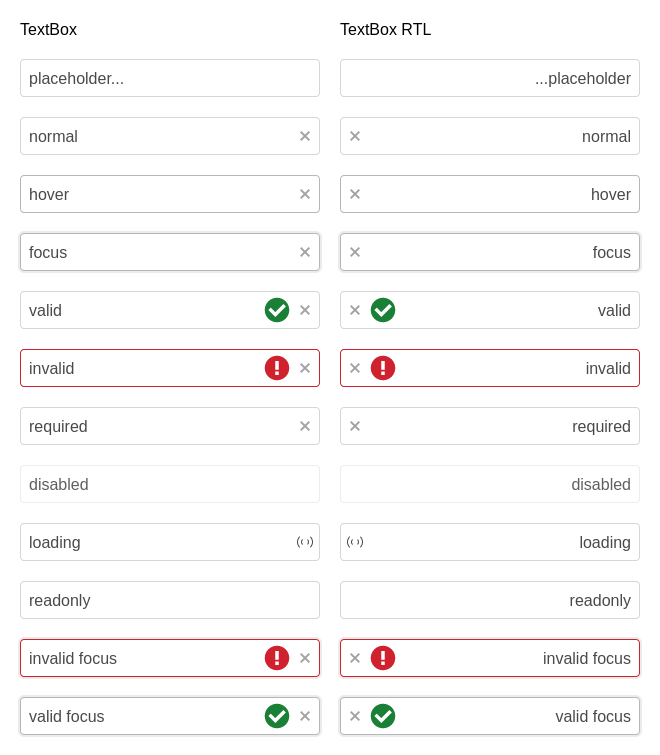 TextBox
placeholder...
normal
hover
focus
valid
invalid
required
disabled
loading
readonly
invalid focus
valid focus
TextBox RTL
...placeholder
normal
hover
focus
valid
invalid
required
disabled
loading
readonly
invalid focus
valid focus